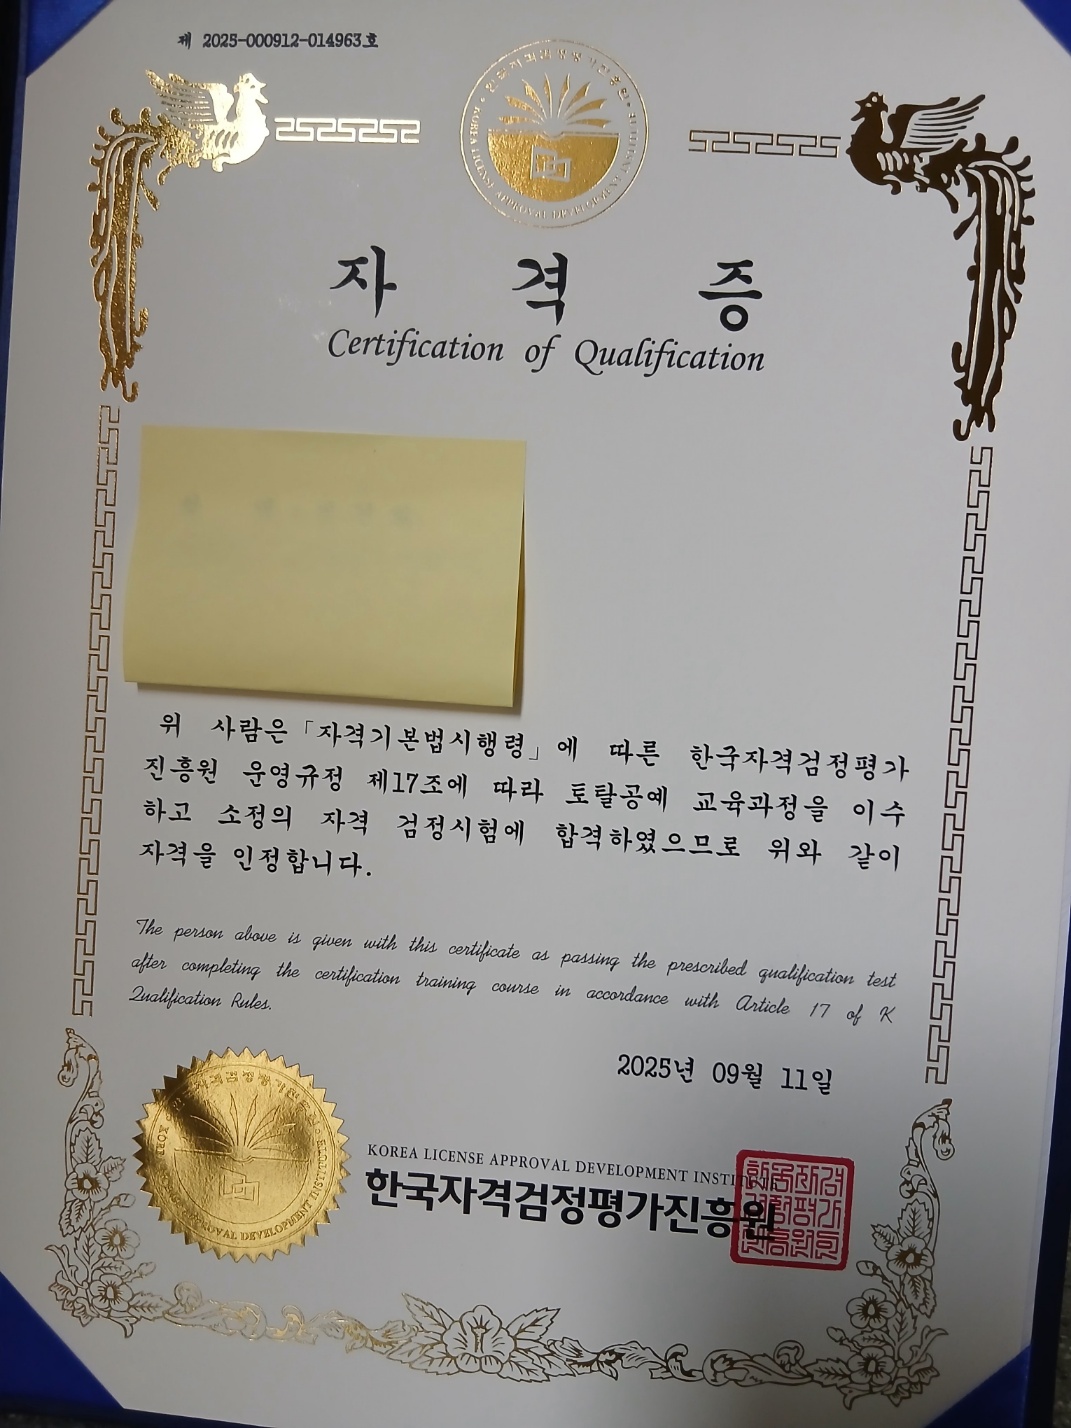 제 2025-000912-014963호
자 격 증
Certification of Qualification
위 사람은「자격기본법시행령」에 따른 한국자격검정평가
진흥원 운영규정 제17조에 따라 토탈공예 교육과정을 이수
하고 소정의 자격 검정시험에 합격하였으므로 위와 같이
자격을 인정합니다.
The person above is given with this certificate as passing the prescribed qualification test
after completing the certification training course in accordance with Article 17 of K
Qualification Rules.
2025년 09월 11일
KOREA LICENSE APPROVAL DEVELOPMENT
한국자격검정평가진흥원